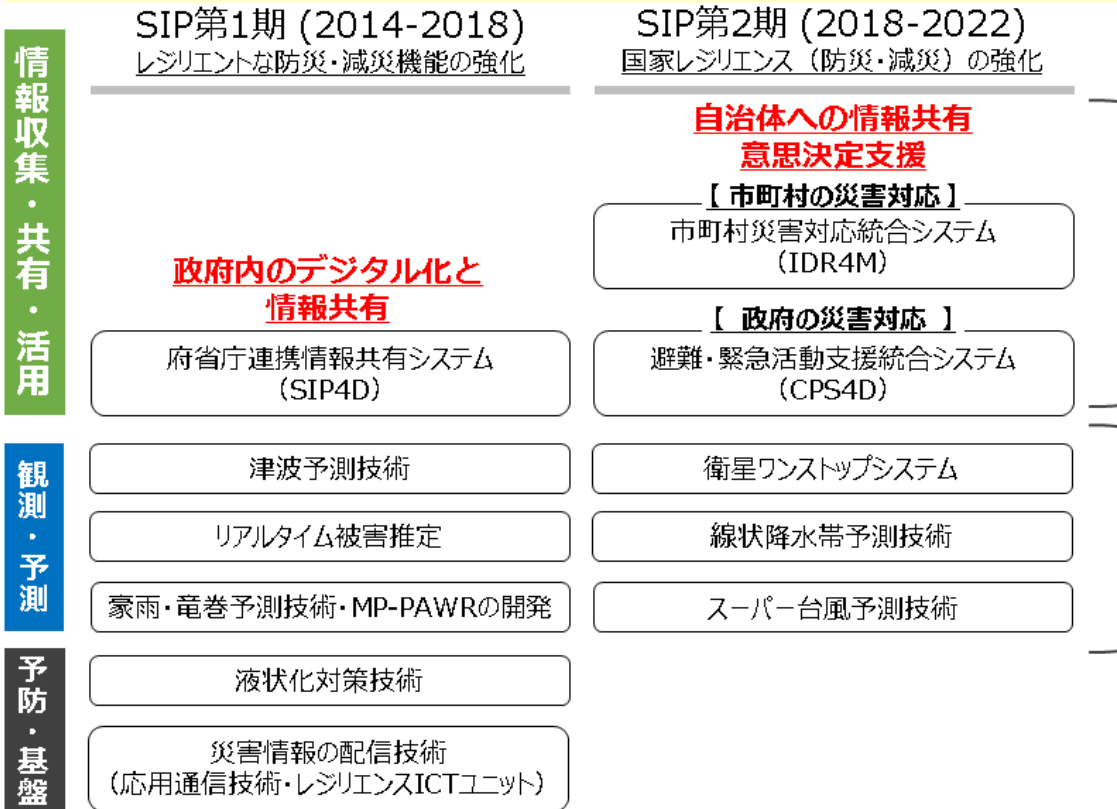 SIP第1期 (2014-2018)
レジリエントな防災・減災機能の強化
SIP第2期 (2018-2022)
国家レジリエンス（防災・減災）の強化
情報収集・共有・活用
政府内のデジタル化と
情報共有
府省庁連携情報共有システム
（SIP4D）
自治体への情報共有
意思決定支援
【 市町村の災害対応 】
市町村災害対応統合システム
（IDR4M）
【 政府の災害対応 】
避難・緊急活動支援統合システム
（CPS4D）
観測・予測
津波予測技術
衛星ワンストップシステム
リアルタイム被害推定
線状降水帯予測技術
豪雨・竜巻予測技術・MP-PAWRの開発
スーパー台風予測技術
予防・基盤
液状化対策技術
災害情報の配信技術
（応用通信技術・レジリエンスICTユニット）